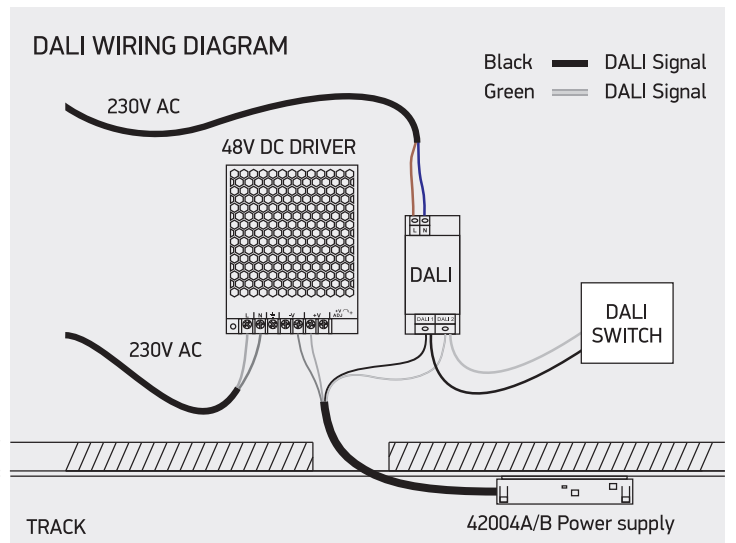 DALI WIRING DIAGRAM
Black DALI Signal
Green DALI Signal
230V AC
48V DC DRIVER
L N
DALI
DALI 1 DALI 2
L N -V +V +V ADJ
DALI
SWITCH
230V AC
TRACK
42004A/B Power supply